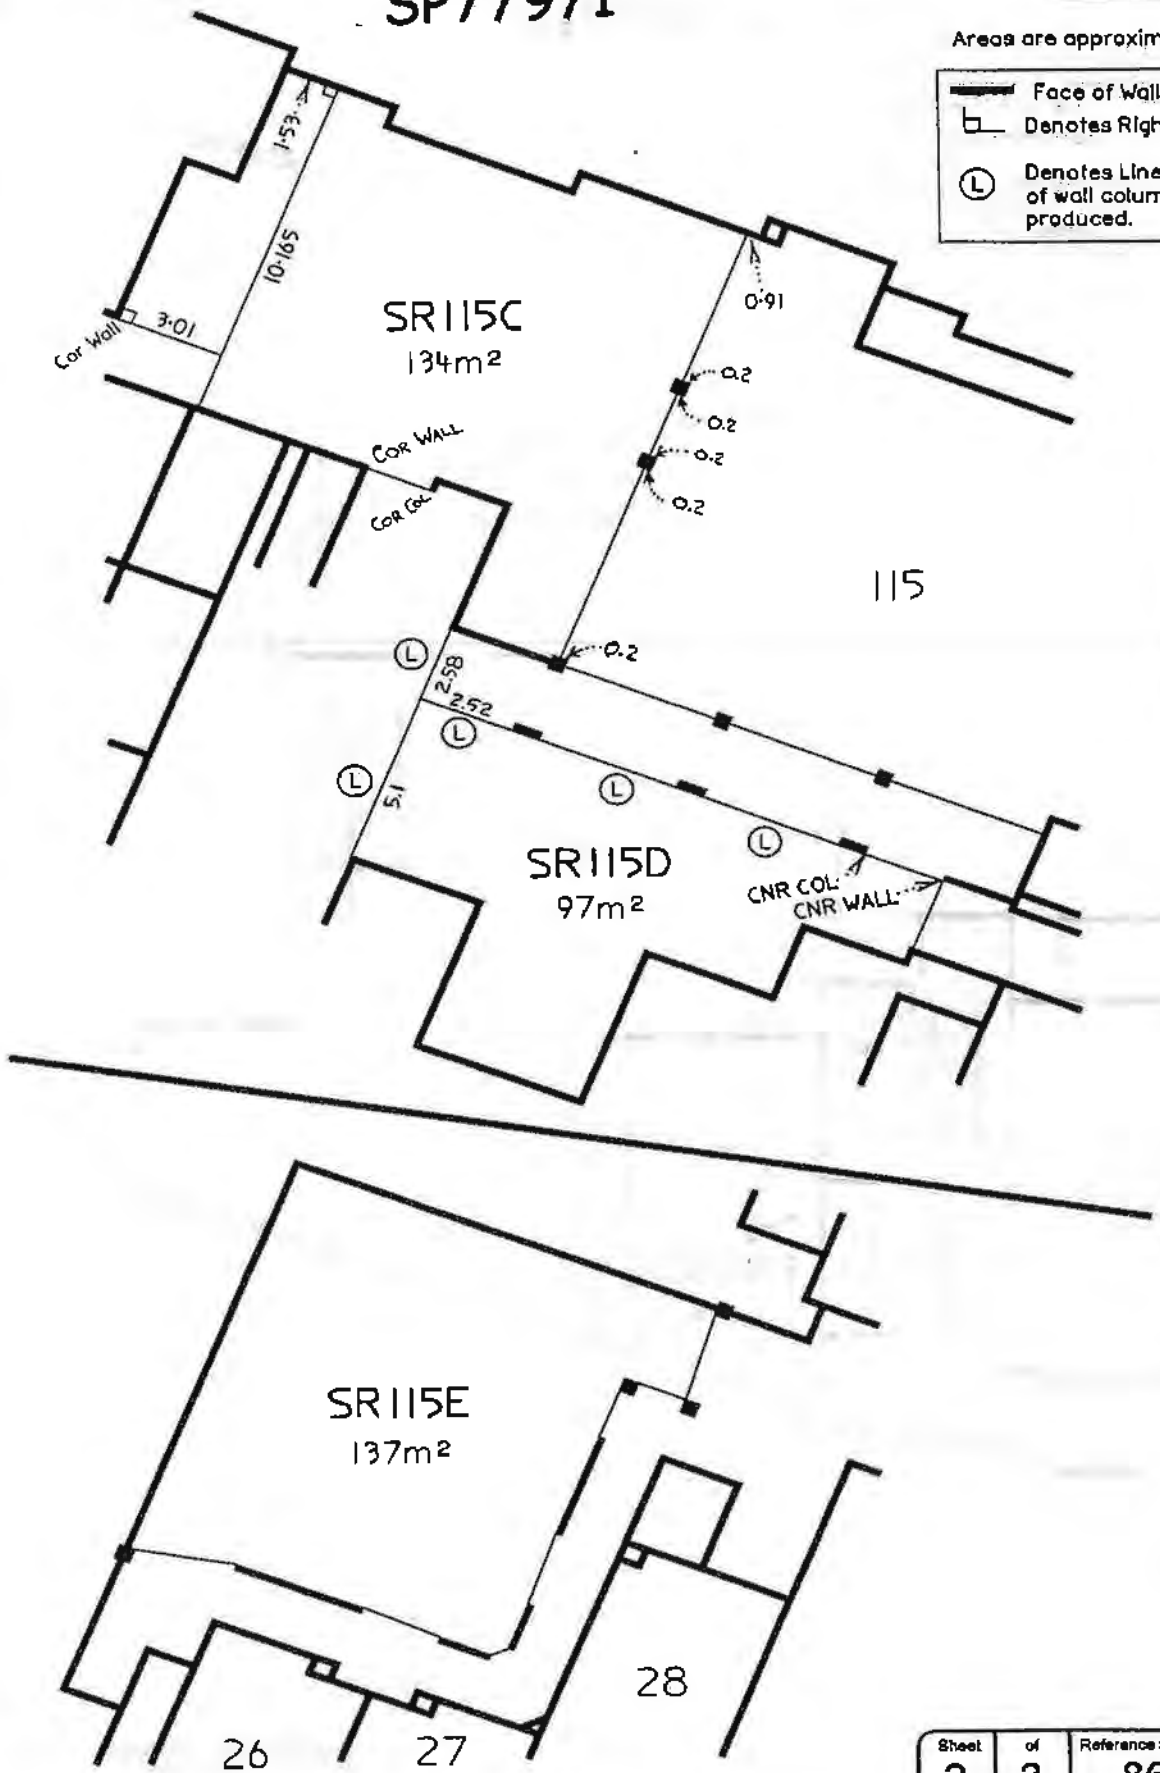 SP77971
Areas are approxim
Face of Wall
Denotes Righ
L Denotes Line
of wall colum
produced.
1·53
10·165
3·01
Cor Wall
SR115C
134m²
0·91
0.2
0.2
0.2
0.2
COR WALL
COR COL
115
0.2
L
2.58
2.52
L
L
5.1
L
L
SR115D
97m²
CNR COL
CNR WALL
SR115E
137m²
28
26
27
Sheet of Reference: